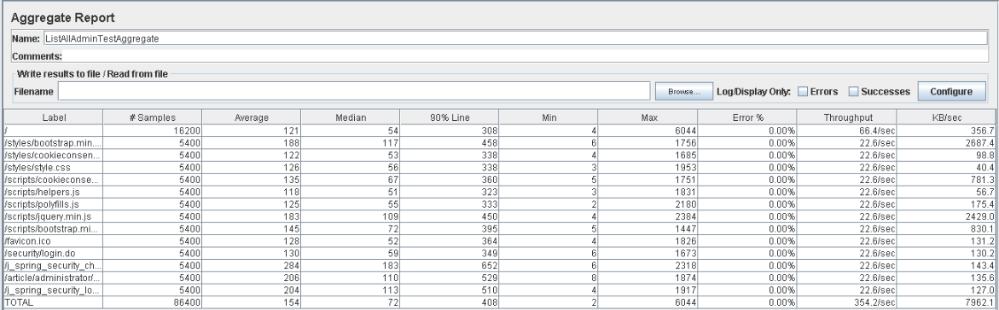 Aggregate Report
Name: ListAllAdminTestAggregate
Comments:
Write results to file / Read from file
Filename Browse... Log/Display Only: Errors Successes Configure
Label # Samples Average Median 90% Line Min Max Error % Throughput KB/sec
/ 16200 121 54 308 4 6044 0.00% 66.4/sec 356.7
/styles/bootstrap.min.... 5400 188 117 458 6 1756 0.00% 22.6/sec 2687.4
/styles/cookieconsen... 5400 122 53 338 4 1685 0.00% 22.6/sec 98.8
/styles/style.css 5400 126 56 338 3 1953 0.00% 22.6/sec 40.4
/scripts/cookieconse... 5400 135 67 360 5 1751 0.00% 22.6/sec 781.3
/scripts/helpers.js 5400 118 51 323 3 1831 0.00% 22.6/sec 56.7
/scripts/polyfills.js 5400 125 55 333 2 2180 0.00% 22.6/sec 175.4
/scripts/jquery.min.js 5400 183 109 450 4 2384 0.00% 22.6/sec 2429.0
/scripts/bootstrap.mi... 5400 145 72 395 5 1447 0.00% 22.6/sec 830.1
/favicon.ico 5400 128 52 364 4 1826 0.00% 22.6/sec 131.2
/security/login.do 5400 130 59 349 6 1673 0.00% 22.6/sec 130.2
/j_spring_security_ch... 5400 284 183 652 6 2318 0.00% 22.6/sec 143.4
/article/administrator/... 5400 206 110 529 8 1874 0.00% 22.6/sec 135.6
/j_spring_security_lo... 5400 204 113 510 4 1917 0.00% 22.6/sec 127.0
TOTAL 86400 154 72 408 2 6044 0.00% 354.2/sec 7962.1